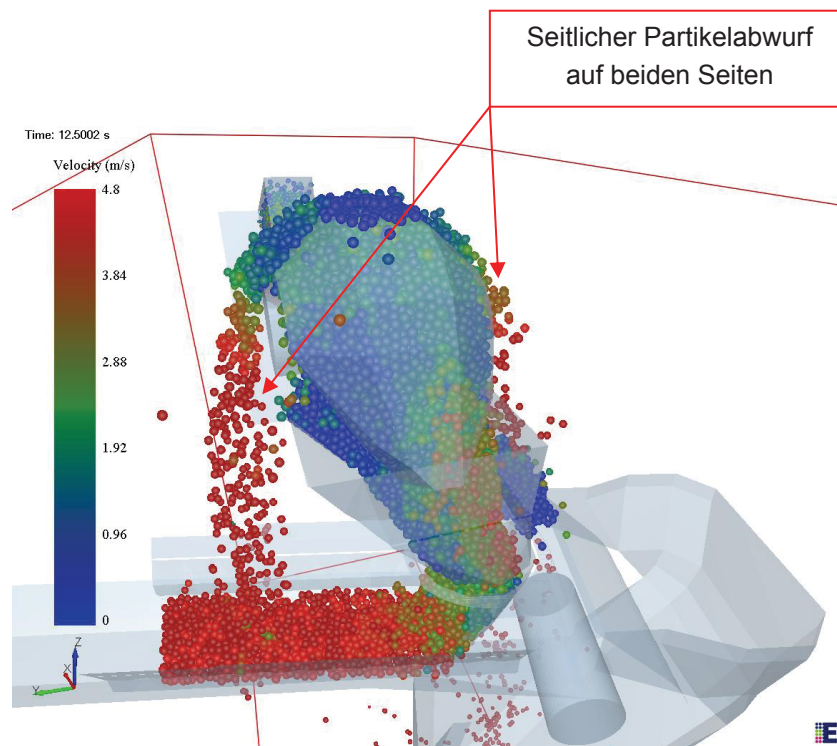 Seitlicher Partikelabwurf
auf beiden Seiten
Time: 12.5002 s
Velocity (m/s)
4.8
3.84
2.88
1.92
0.96
0
Z
X
Y
E